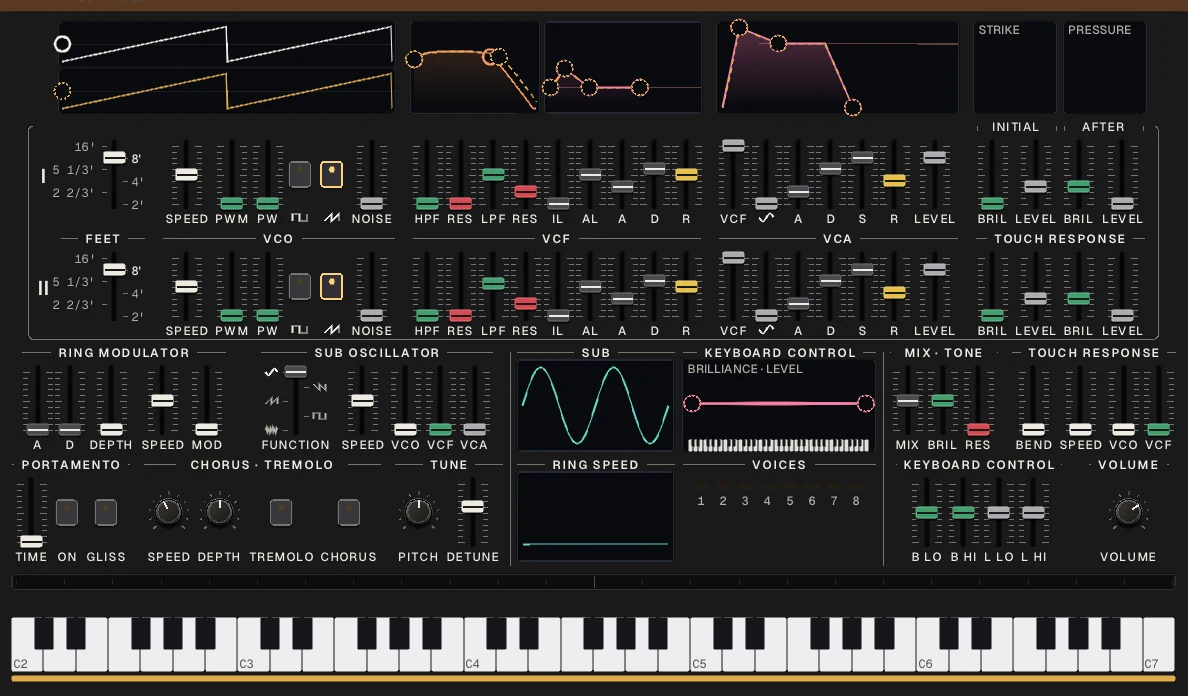 STRIKE PRESSURE
INITIAL AFTER
I 16' 8' 5 1/3' 4' 2 2/3' 2'
SPEED PWM PW NOISE HPF RES LPF RES IL AL A D R VCF A D S R LEVEL BRIL LEVEL BRIL LEVEL
FEET VCO VCF VCA TOUCH RESPONSE
II 16' 8' 5 1/3' 4' 2 2/3' 2'
SPEED PWM PW NOISE HPF RES LPF RES IL AL A D R VCF A D S R LEVEL BRIL LEVEL BRIL LEVEL
RING MODULATOR SUB OSCILLATOR SUB KEYBOARD CONTROL MIX · TONE TOUCH RESPONSE
BRILLIANCE · LEVEL
A D DEPTH SPEED MOD FUNCTION SPEED VCO VCF VCA MIX BRIL RES BEND SPEED VCO VCF
PORTAMENTO CHORUS · TREMOLO TUNE RING SPEED VOICES KEYBOARD CONTROL VOLUME
1 2 3 4 5 6 7 8
TIME ON GLISS SPEED DEPTH TREMOLO CHORUS PITCH DETUNE B LO B HI L LO L HI VOLUME
C2 C3 C4 C5 C6 C7